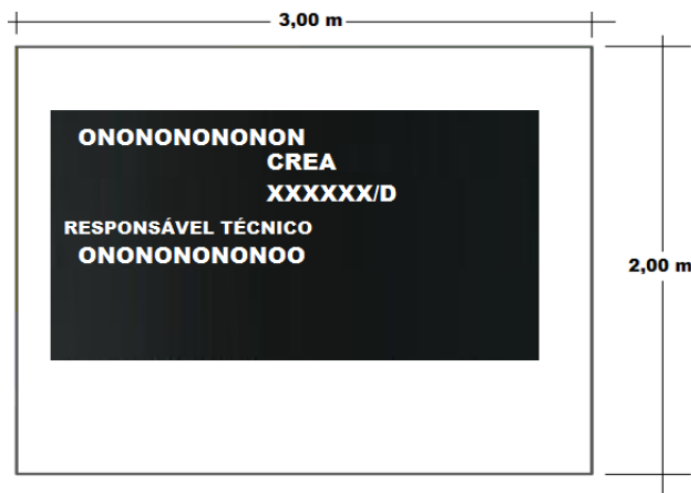 3,00 m
ONONONONONON
CREA
XXXXXX/D
RESPONSÁVEL TÉCNICO
ONONONONONOO
2,00 m